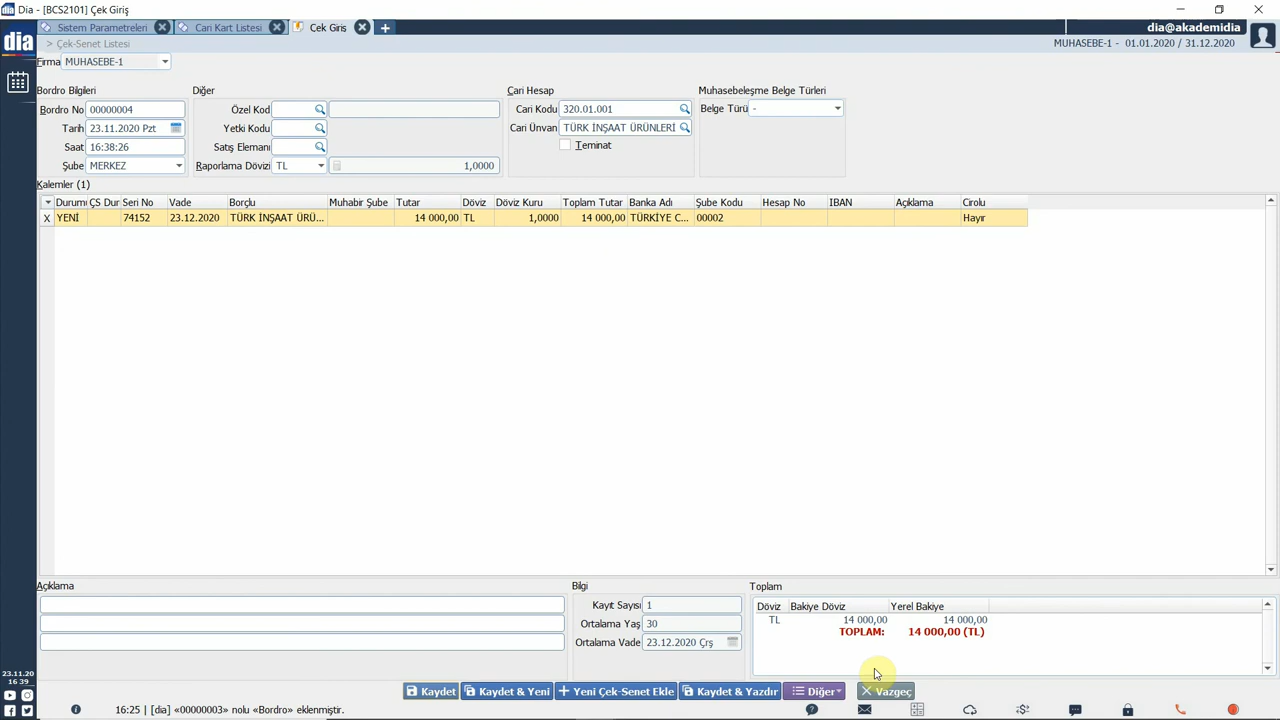 Dia - [BCS2101] Çek Giriş
dia
Sistem Parametreleri
Cari Kart Listesi
Çek Giriş
dia@akademidia
> Çek-Senet Listesi
MUHASEBE-1 - 01.01.2020 / 31.12.2020
Firma MUHASEBE-1
Bordro Bilgileri
Bordro No 00000004
Tarih 23.11.2020 Pzt
Saat 16:38:26
Şube MERKEZ
Diğer
Özel Kod
Yetki Kodu
Satış Elemanı
Raporlama Dövizi TL 1,0000
Cari Hesap
Cari Kodu 320.01.001
Cari Ünvan TÜRK İNŞAAT ÜRÜNLERİ
Teminat
Muhasebeleşme Belge Türleri
Belge Türü -
Kalemler (1)
Durumu ÇS Dur Seri No Vade Borçlu Muhabir Şube Tutar Döviz Döviz Kuru Toplam Tutar Banka Adı Şube Kodu Hesap No IBAN Açıklama Cirolu
X YENİ 74152 23.12.2020 TÜRK İNŞAAT ÜRÜ... 14 000,00 TL 1,0000 14 000,00 TÜRKİYE C... 00002 Hayır
Açıklama
Bilgi
Kayıt Sayısı 1
Ortalama Yaş 30
Ortalama Vade 23.12.2020 Çrş
Toplam
Döviz Bakiye Döviz Yerel Bakiye
TL 14 000,00 14 000,00
TOPLAM: 14 000,00 (TL)
Kaydet Kaydet & Yeni Yeni Çek-Senet Ekle Kaydet & Yazdır Diğer Vazgeç
23.11.20
16 39
16:25 | [dia] «00000003» nolu «Bordro» eklenmiştir.